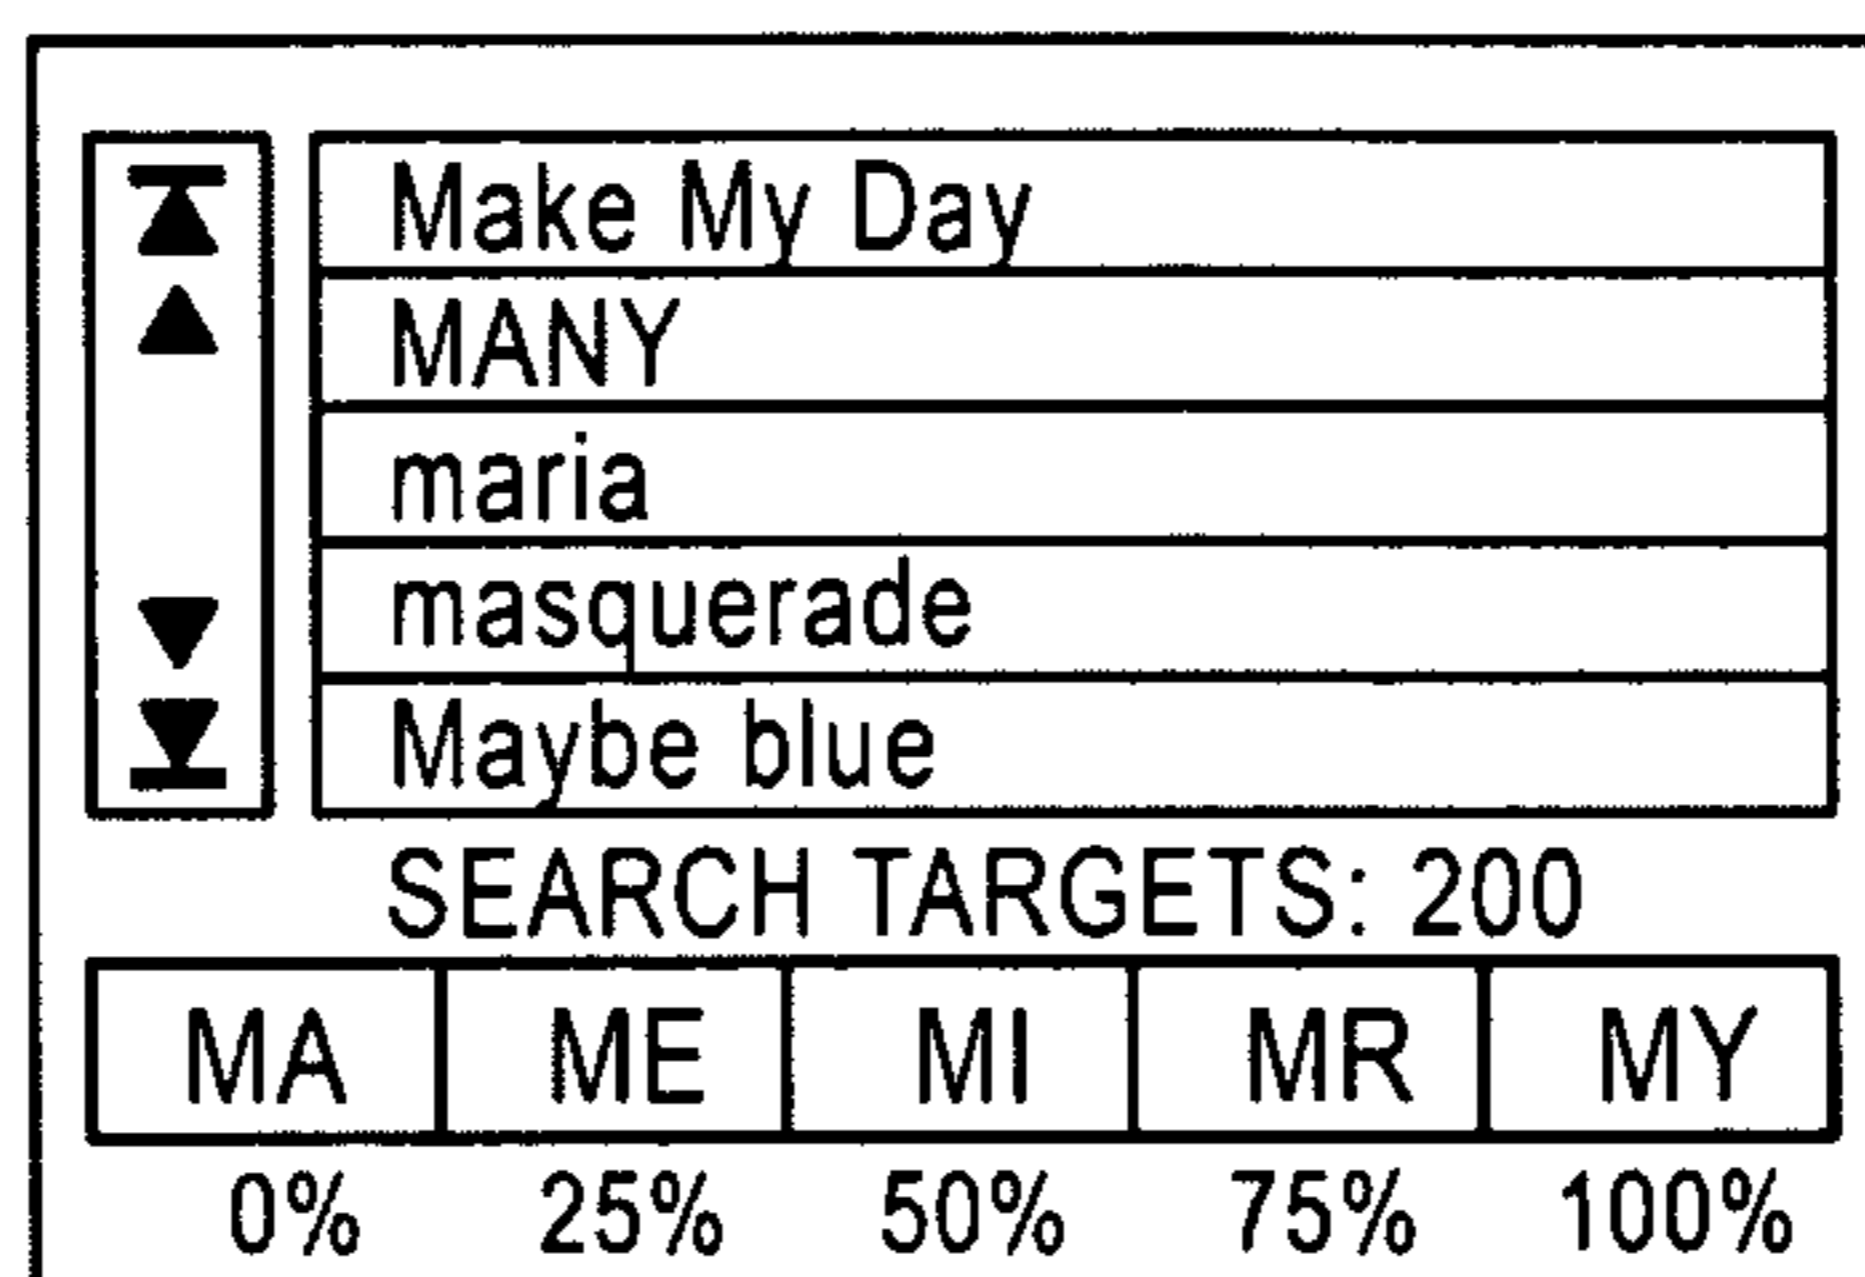 Make My Day
MANY
maria
masquerade
Maybe blue
SEARCH TARGETS: 200
MA ME MI MR MY
0% 25% 50% 75% 100%